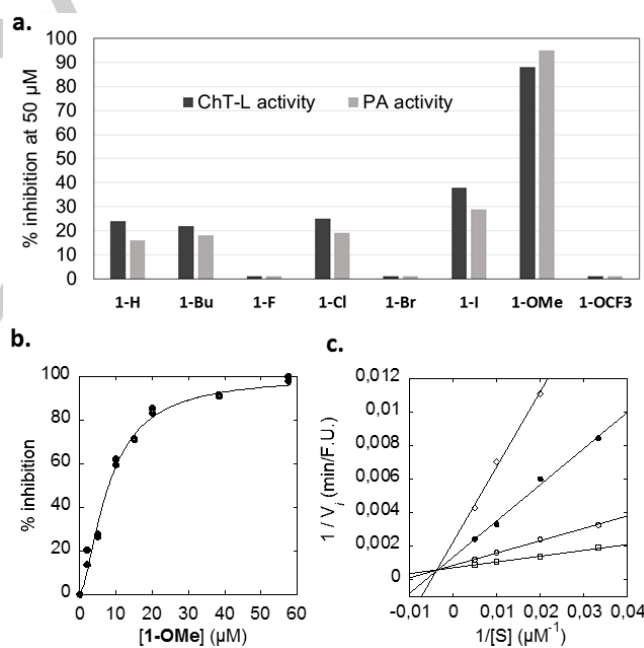 a.
% inhibition at 50 µM
100
90
80
70
60
50
40
30
20
10
0
ChT-L activity PA activity
1-H 1-Bu 1-F 1-Cl 1-Br 1-I 1-OMe 1-OCF3
b.
% inhibition
100
80
60
40
20
0
0 10 20 30 40 50 60
[1-OMe] (µM)
c.
1 / Vi (min/F.U.)
0,012
0,01
0,008
0,006
0,004
0,002
0
-0,01 0 0,01 0,02 0,03 0,04
1/[S] (µM-1)